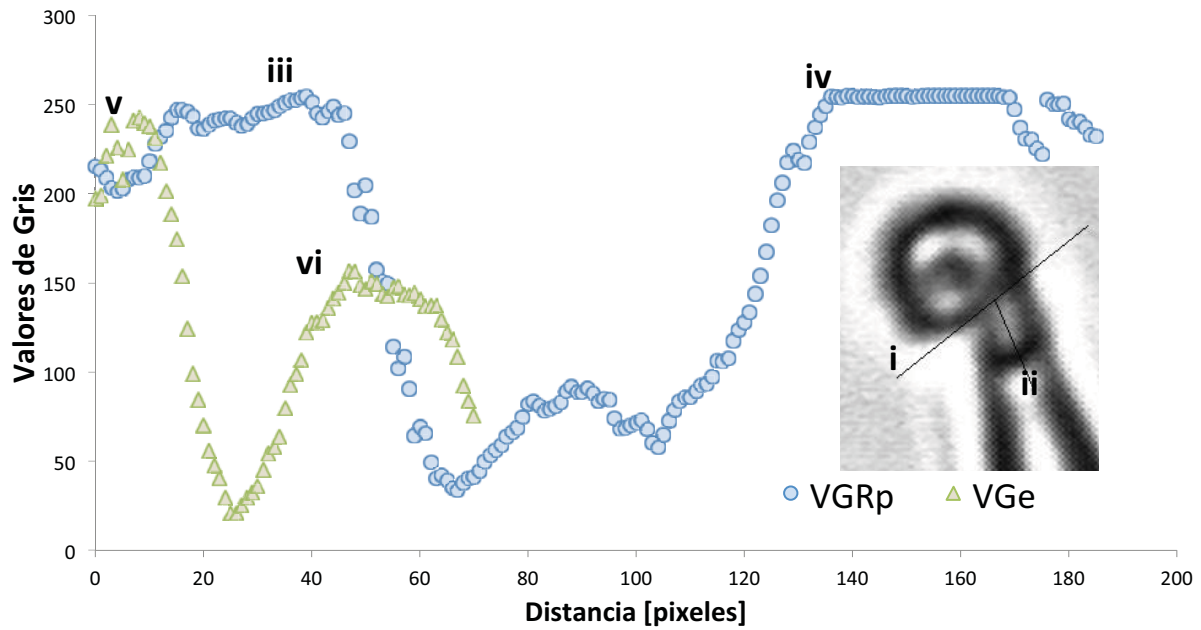 300
250
200
150
100
50
0
Valores de Gris
v
iii
iv
vi
i
ii
VGRp
VGe
0 20 40 60 80 100 120 140 160 180 200
Distancia [pixeles]